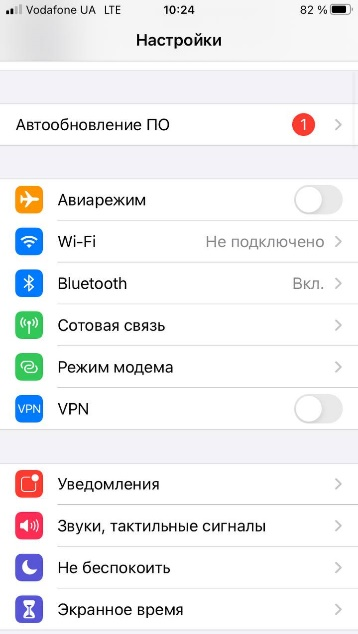 Vodafone UA LTE 10:24 82 %
Настройки
Автообновление ПО 1
Авиарежим
Wi-Fi Не подключено
Bluetooth Вкл.
Сотовая связь
Режим модема
VPN VPN
Уведомления
Звуки, тактильные сигналы
Не беспокоить
Экранное время